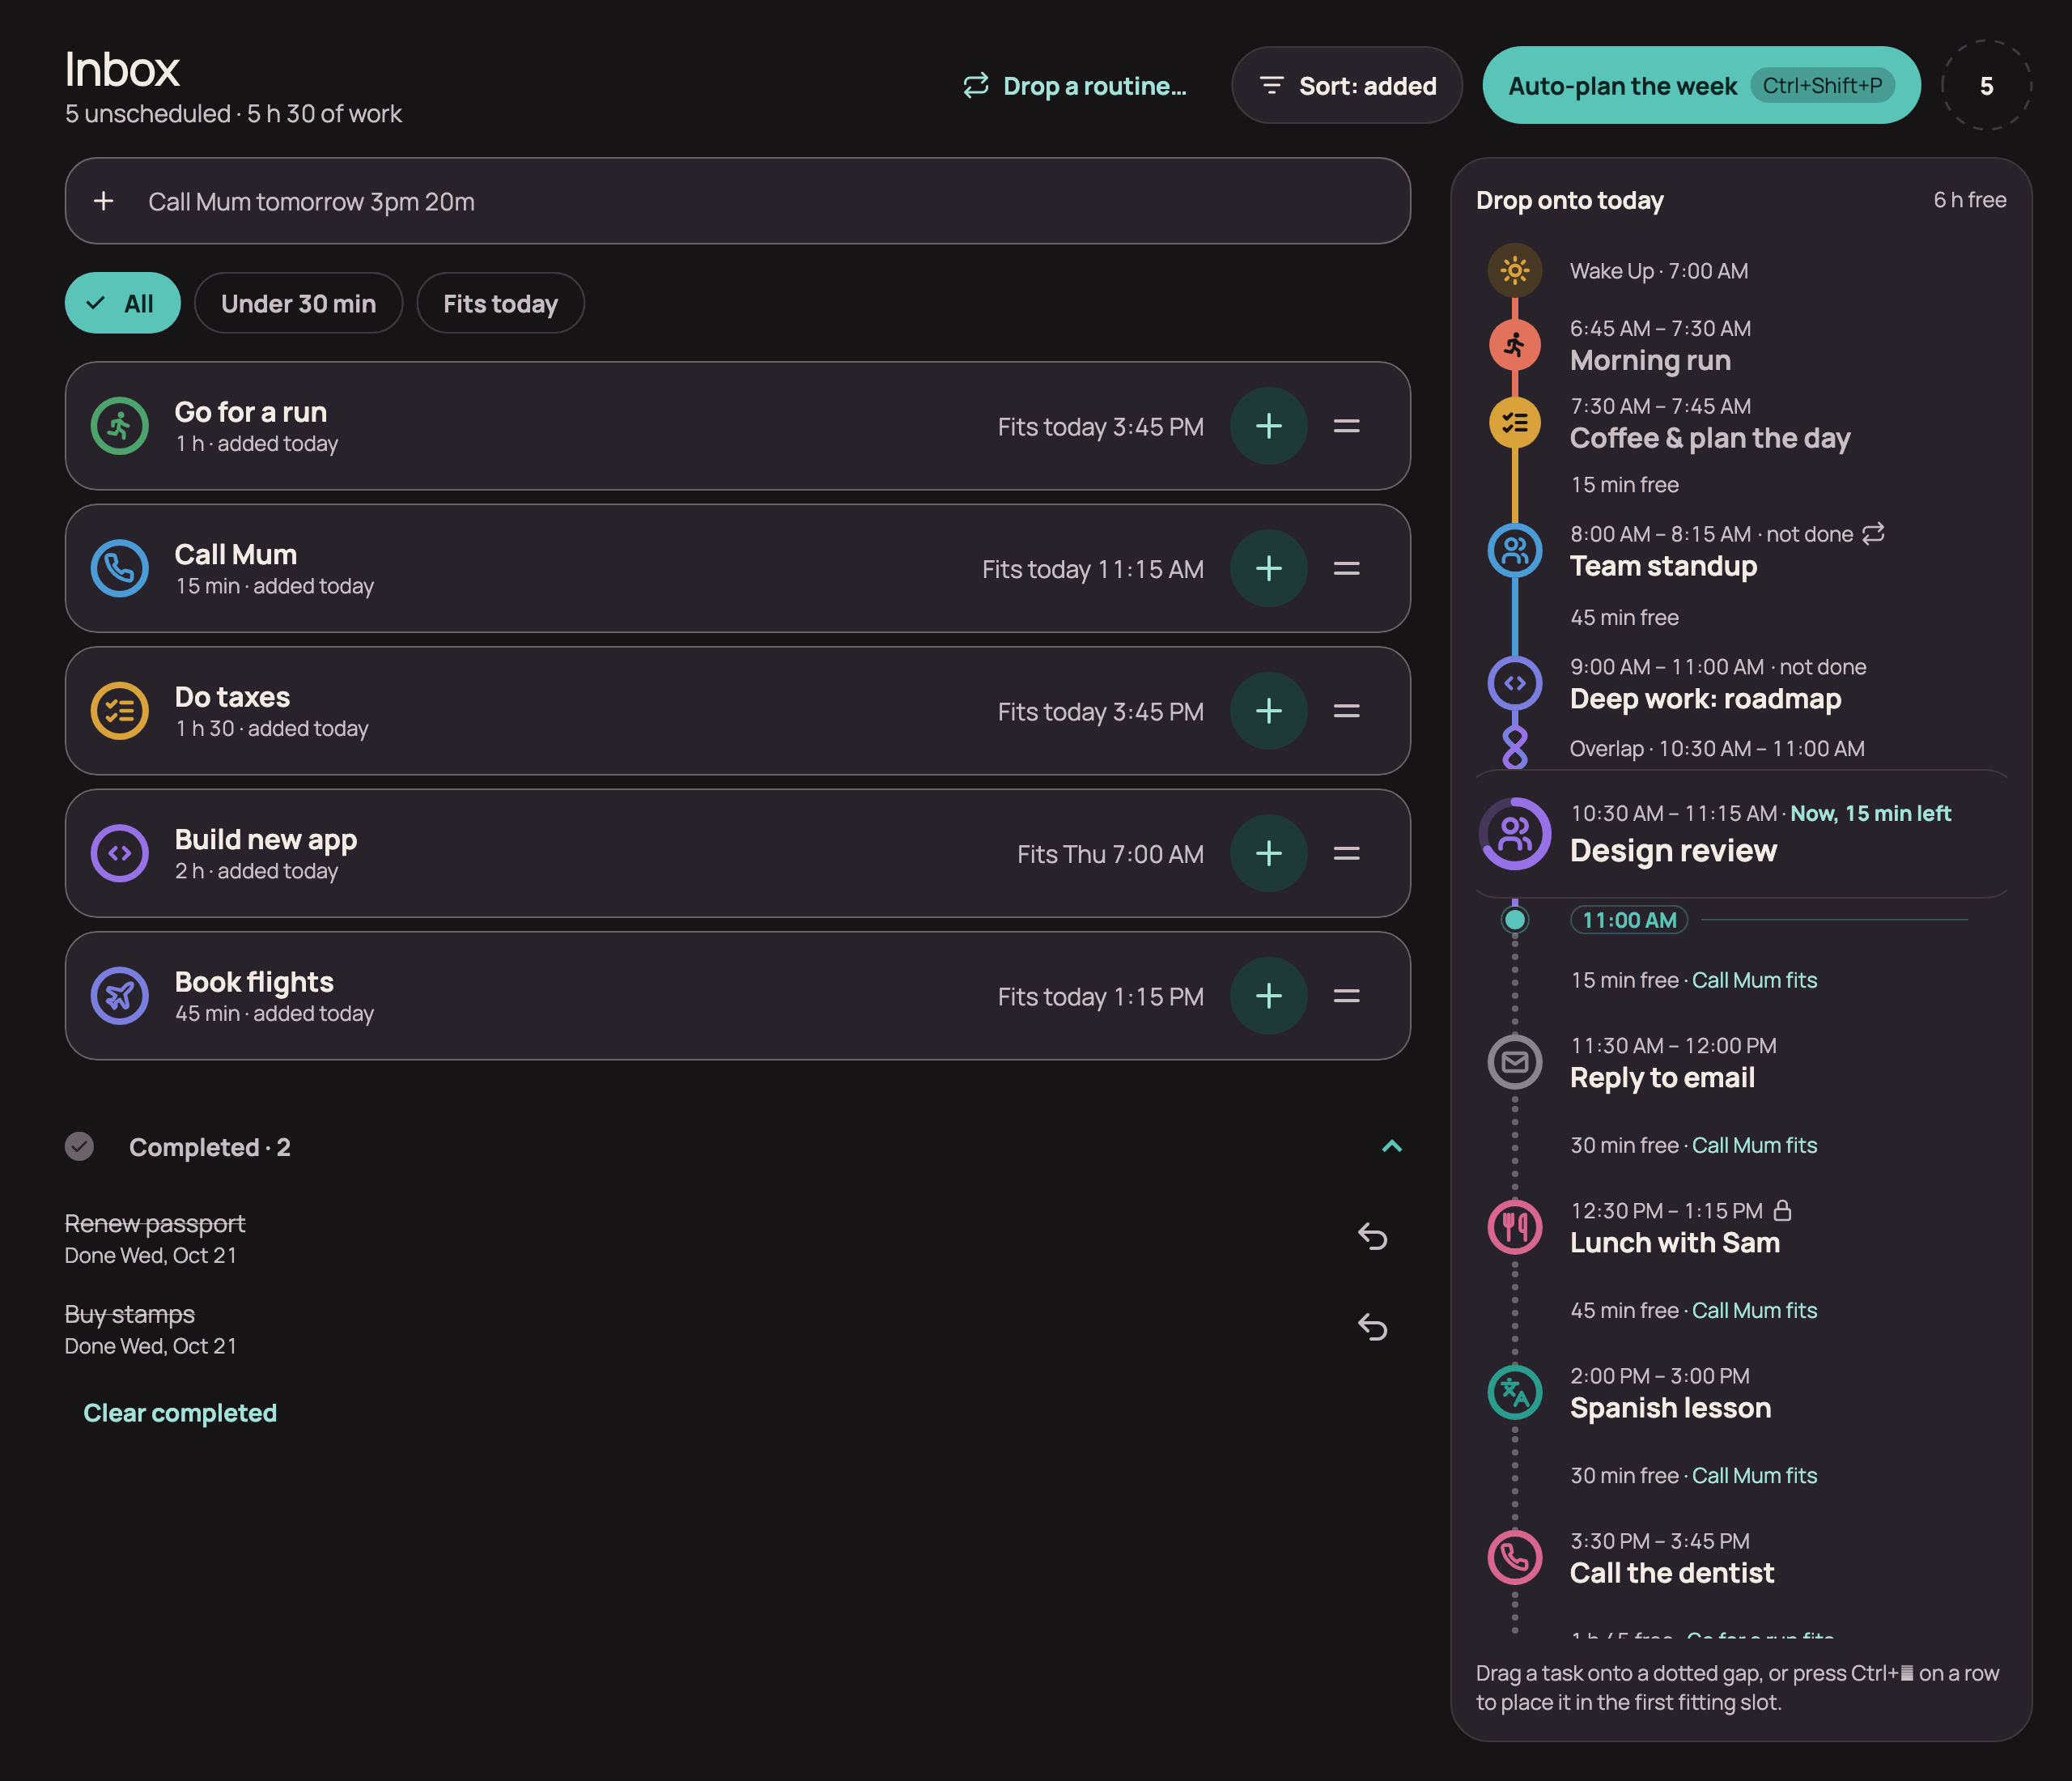 Inbox
5 unscheduled · 5 h 30 of work
Drop a routine...
Sort: added
Auto-plan the week Ctrl+Shift+P
5
Call Mum tomorrow 3pm 20m
All
Under 30 min
Fits today
Go for a run
1 h · added today
Fits today 3:45 PM
Call Mum
15 min · added today
Fits today 11:15 AM
Do taxes
1 h 30 · added today
Fits today 3:45 PM
Build new app
2 h · added today
Fits Thu 7:00 AM
Book flights
45 min · added today
Fits today 1:15 PM
Completed · 2
Renew passport
Done Wed, Oct 21
Buy stamps
Done Wed, Oct 21
Clear completed
Drop onto today
6 h free
Wake Up · 7:00 AM
6:45 AM – 7:30 AM
Morning run
7:30 AM – 7:45 AM
Coffee & plan the day
15 min free
8:00 AM – 8:15 AM · not done
Team standup
45 min free
9:00 AM – 11:00 AM · not done
Deep work: roadmap
Overlap · 10:30 AM – 11:00 AM
10:30 AM – 11:15 AM · Now, 15 min left
Design review
11:00 AM
15 min free · Call Mum fits
11:30 AM – 12:00 PM
Reply to email
30 min free · Call Mum fits
12:30 PM – 1:15 PM
Lunch with Sam
45 min free · Call Mum fits
2:00 PM – 3:00 PM
Spanish lesson
30 min free · Call Mum fits
3:30 PM – 3:45 PM
Call the dentist
1 h 45 free · Go for a run fits
Drag a task onto a dotted gap, or press Ctrl+ on a row
to place it in the first fitting slot.